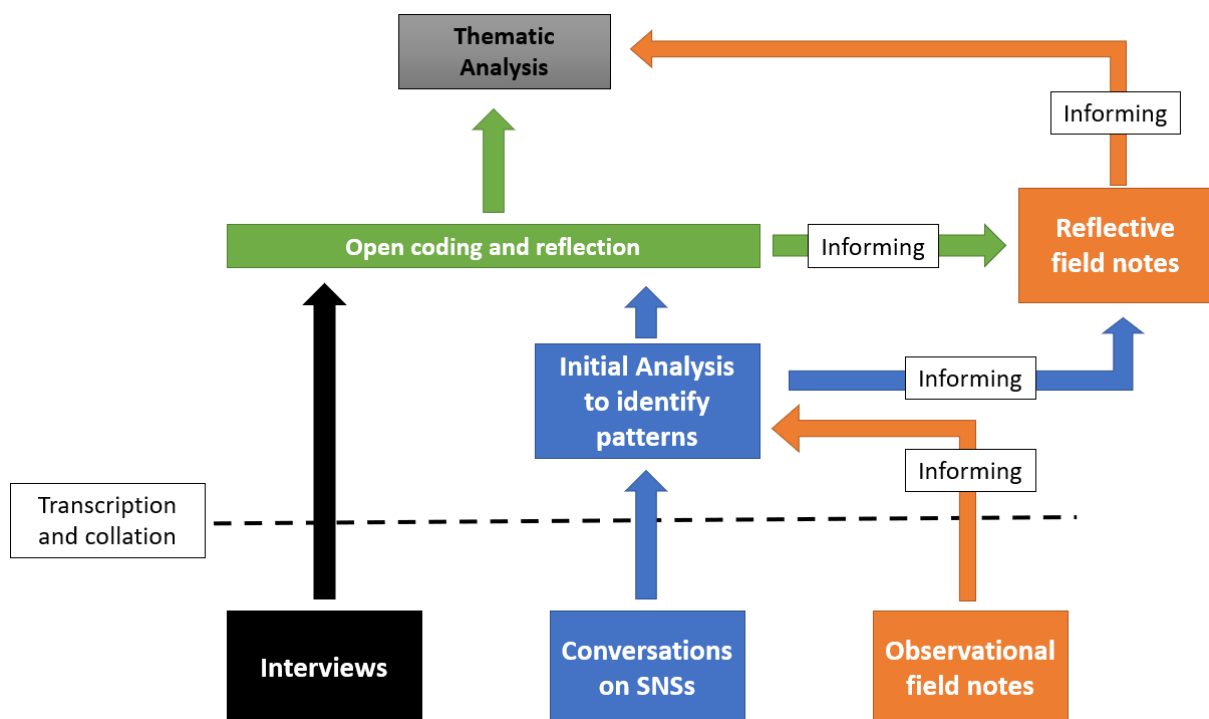 Thematic
Analysis
Informing
Reflective
field notes
Open coding and reflection
Informing
Initial Analysis
to identify
patterns
Informing
Informing
Transcription
and collation
Interviews
Conversations
on SNSs
Observational
field notes